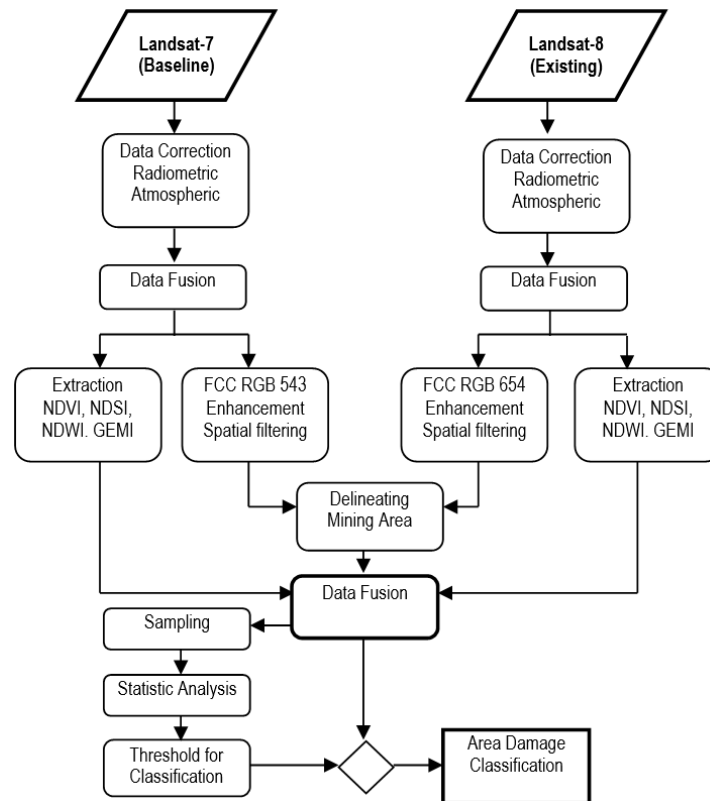 Landsat-7
(Baseline)
Landsat-8
(Existing)
Data Correction
Radiometric
Atmospheric
Data Correction
Radiometric
Atmospheric
Data Fusion
Data Fusion
Extraction
NDVI, NDSI,
NDWI. GEMI
FCC RGB 543
Enhancement
Spatial filtering
FCC RGB 654
Enhancement
Spatial filtering
Extraction
NDVI, NDSI,
NDWI. GEMI
Delineating
Mining Area
Data Fusion
Sampling
Statistic Analysis
Threshold for
Classification
Area Damage
Classification